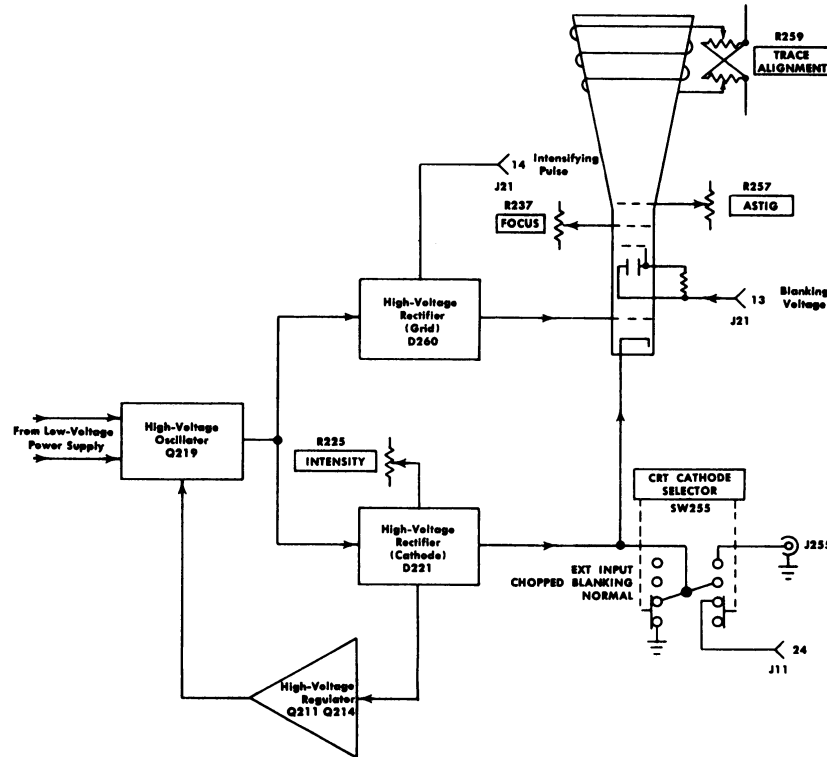 R259
TRACE
ALIGNMENT
14 Intensifying
Pulse
J21
R257
ASTIG
R237
FOCUS
High-Voltage
Rectifier
(Grid)
D260
13 Blanking
Voltage
J21
From Low-Voltage
Power Supply
High-Voltage
Oscillator
Q219
R225
INTENSITY
High-Voltage
Rectifier
(Cathode)
D221
CRT CATHODE
SELECTOR
SW255
J255
EXT INPUT
CHOPPED BLANKING
NORMAL
24
J11
High-Voltage
Regulator
Q211 Q214